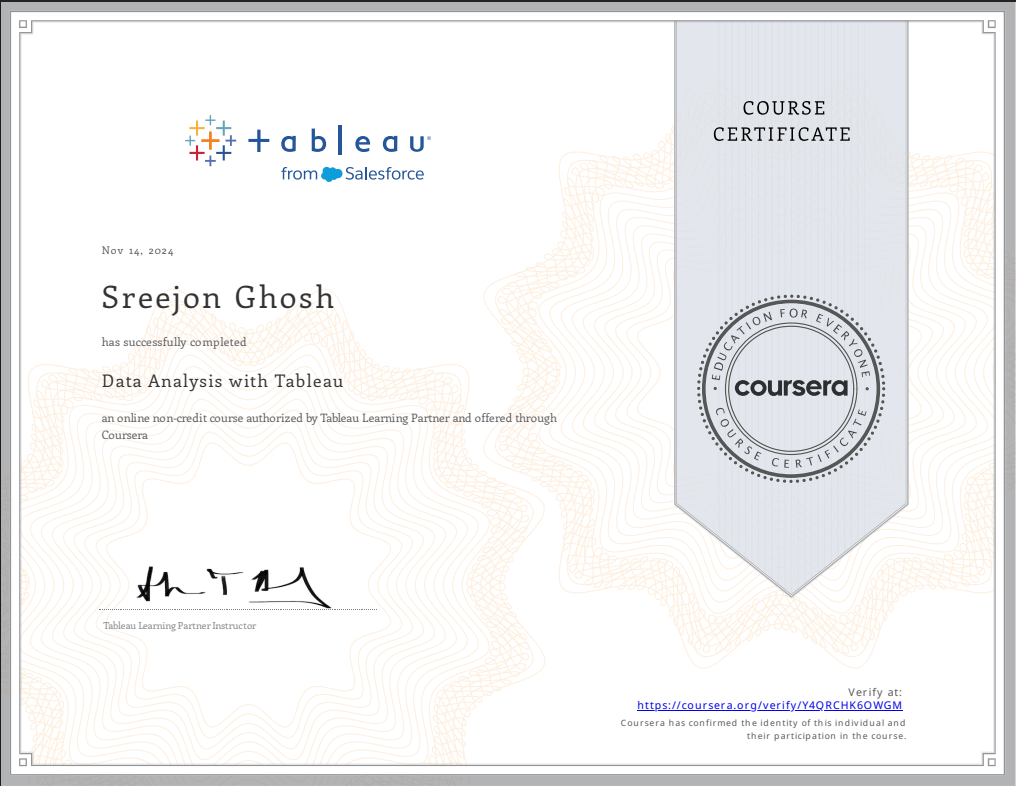 +ableau
from Salesforce
COURSE
CERTIFICATE
Nov 14, 2024
Sreejon Ghosh
has successfully completed
Data Analysis with Tableau
an online non-credit course authorized by Tableau Learning Partner and offered through
Coursera
EDUCATION FOR EVERYONE
coursera
COURSE CERTIFICATE
Tableau Learning Partner Instructor
Verify at:
https://coursera.org/verify/Y4QRCHK6OWGM
Coursera has confirmed the identity of this individual and
their participation in the course.